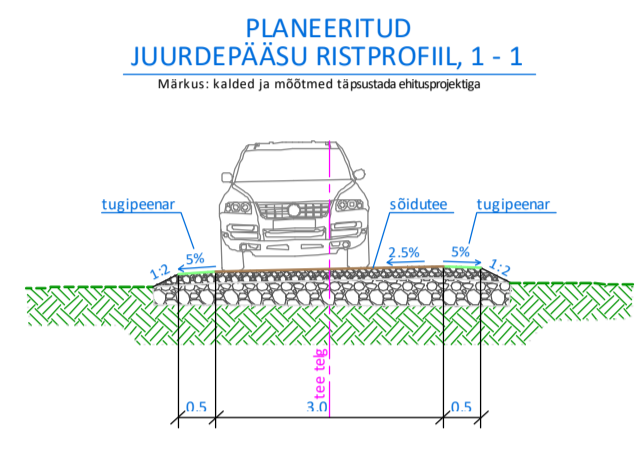 PLANEERITUD
JUURDEPÄÄSU RISTPROFIIL, 1 - 1
Märkus: kalded ja mõõtmed täpsustada ehitusprojektiga
tugipeenar
sõidutee
tugipeenar
1:2
5%
2.5%
5%
1:2
tee telg
0.5
3.0
0.5